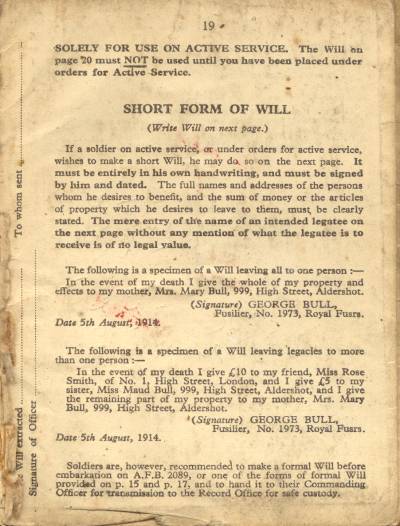 19
SOLELY FOR USE ON ACTIVE SERVICE. The Will on
page 20 must NOT be used until you have been placed under
orders for Active Service.
SHORT FORM OF WILL
(Write Will on next page.)
If a soldier on active service, or under orders for active service,
wishes to make a short Will, he may do so on the next page. It
must be entirely in his own handwriting, and must be signed
by him and dated. The full names and addresses of the persons
whom he desires to benefit, and the sum of money or the articles
of property which he desires to leave to them, must be clearly
stated. The mere entry of the name of an intended legatee on
the next page without any mention of what the legatee is to
receive is of no legal value.
The following is a specimen of a Will leaving all to one person :—
In the event of my death I give the whole of my property and
effects to my mother, Mrs. Mary Bull, 999, High Street, Aldershot.
(Signature) GEORGE BULL,
Fusilier, No. 1973, Royal Fusrs.
Date 5th August, 1914.
The following is a specimen of a Will leaving legacies to more
than one person :—
In the event of my death I give £10 to my friend, Miss Rose
Smith, of No. 1, High Street, London, and I give £5 to my
sister, Miss Maud Bull, 999, High Street, Aldershot, and I give
the remaining part of my property to my mother, Mrs. Mary
Bull, 999, High Street, Aldershot.
(Signature) GEORGE BULL,
Fusilier, No. 1973, Royal Fusrs.
Date 5th August, 1914.
Soldiers are, however, recommended to make a formal Will before
embarkation on A.F.B. 2089, or one of the forms of formal Will
provided on p. 15 and p. 17, and to hand it to their Commanding
Officer for transmission to the Record Office for safe custody.
To whom sent
Will extracted
Signature of Officer